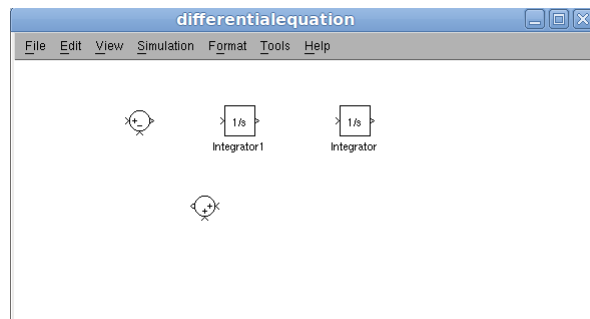 differentialequation
File Edit View Simulation Format Tools Help
+
-
1/s
1/s
Integrator1
Integrator
+
+